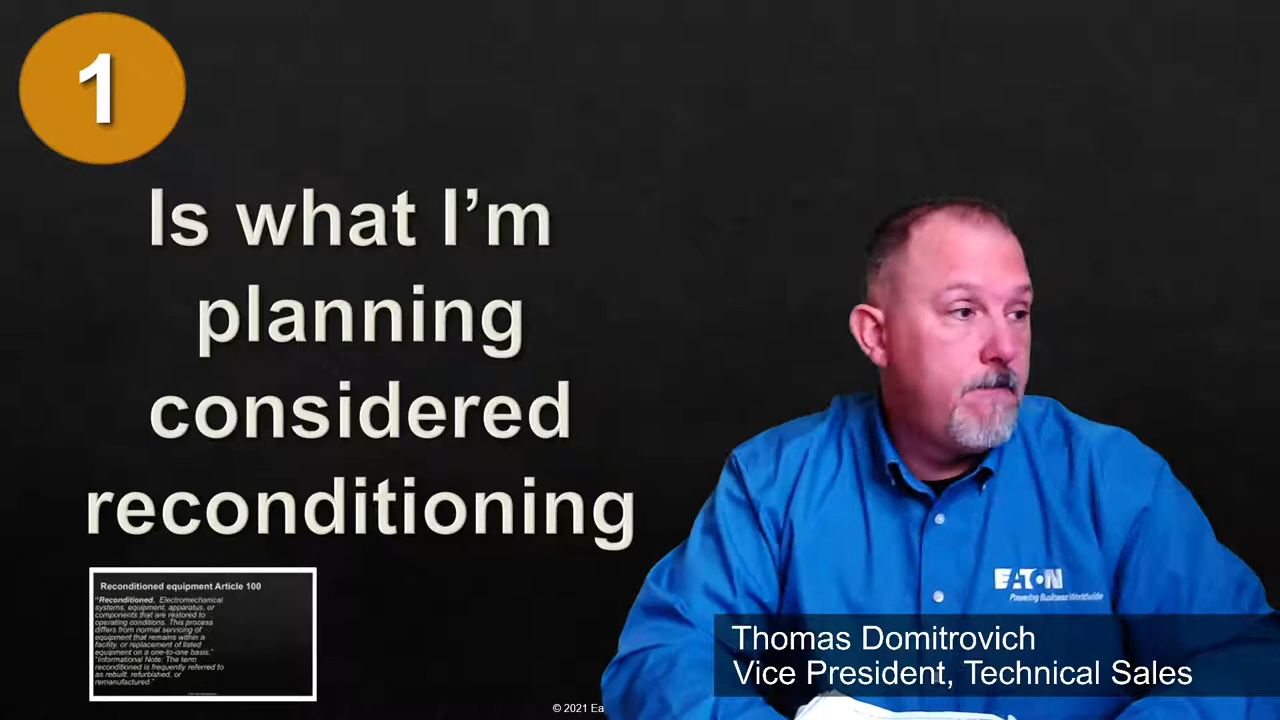 1
Is what I’m
planning
considered
reconditioning
Reconditioned equipment Article 100
"Reconditioned. Electromechanical
systems, equipment, apparatus, or
components that are restored to
operating conditions. This process
differs from normal servicing of
equipment that remains within a
facility, or replacement of listed
equipment on a one-to-one basis."
"Informational Note: The term
reconditioned is frequently referred to
as rebuilt, refurbished, or
remanufactured."
EATON
Powering Business Worldwide
Thomas Domitrovich
Vice President, Technical Sales
© 2021 Ea